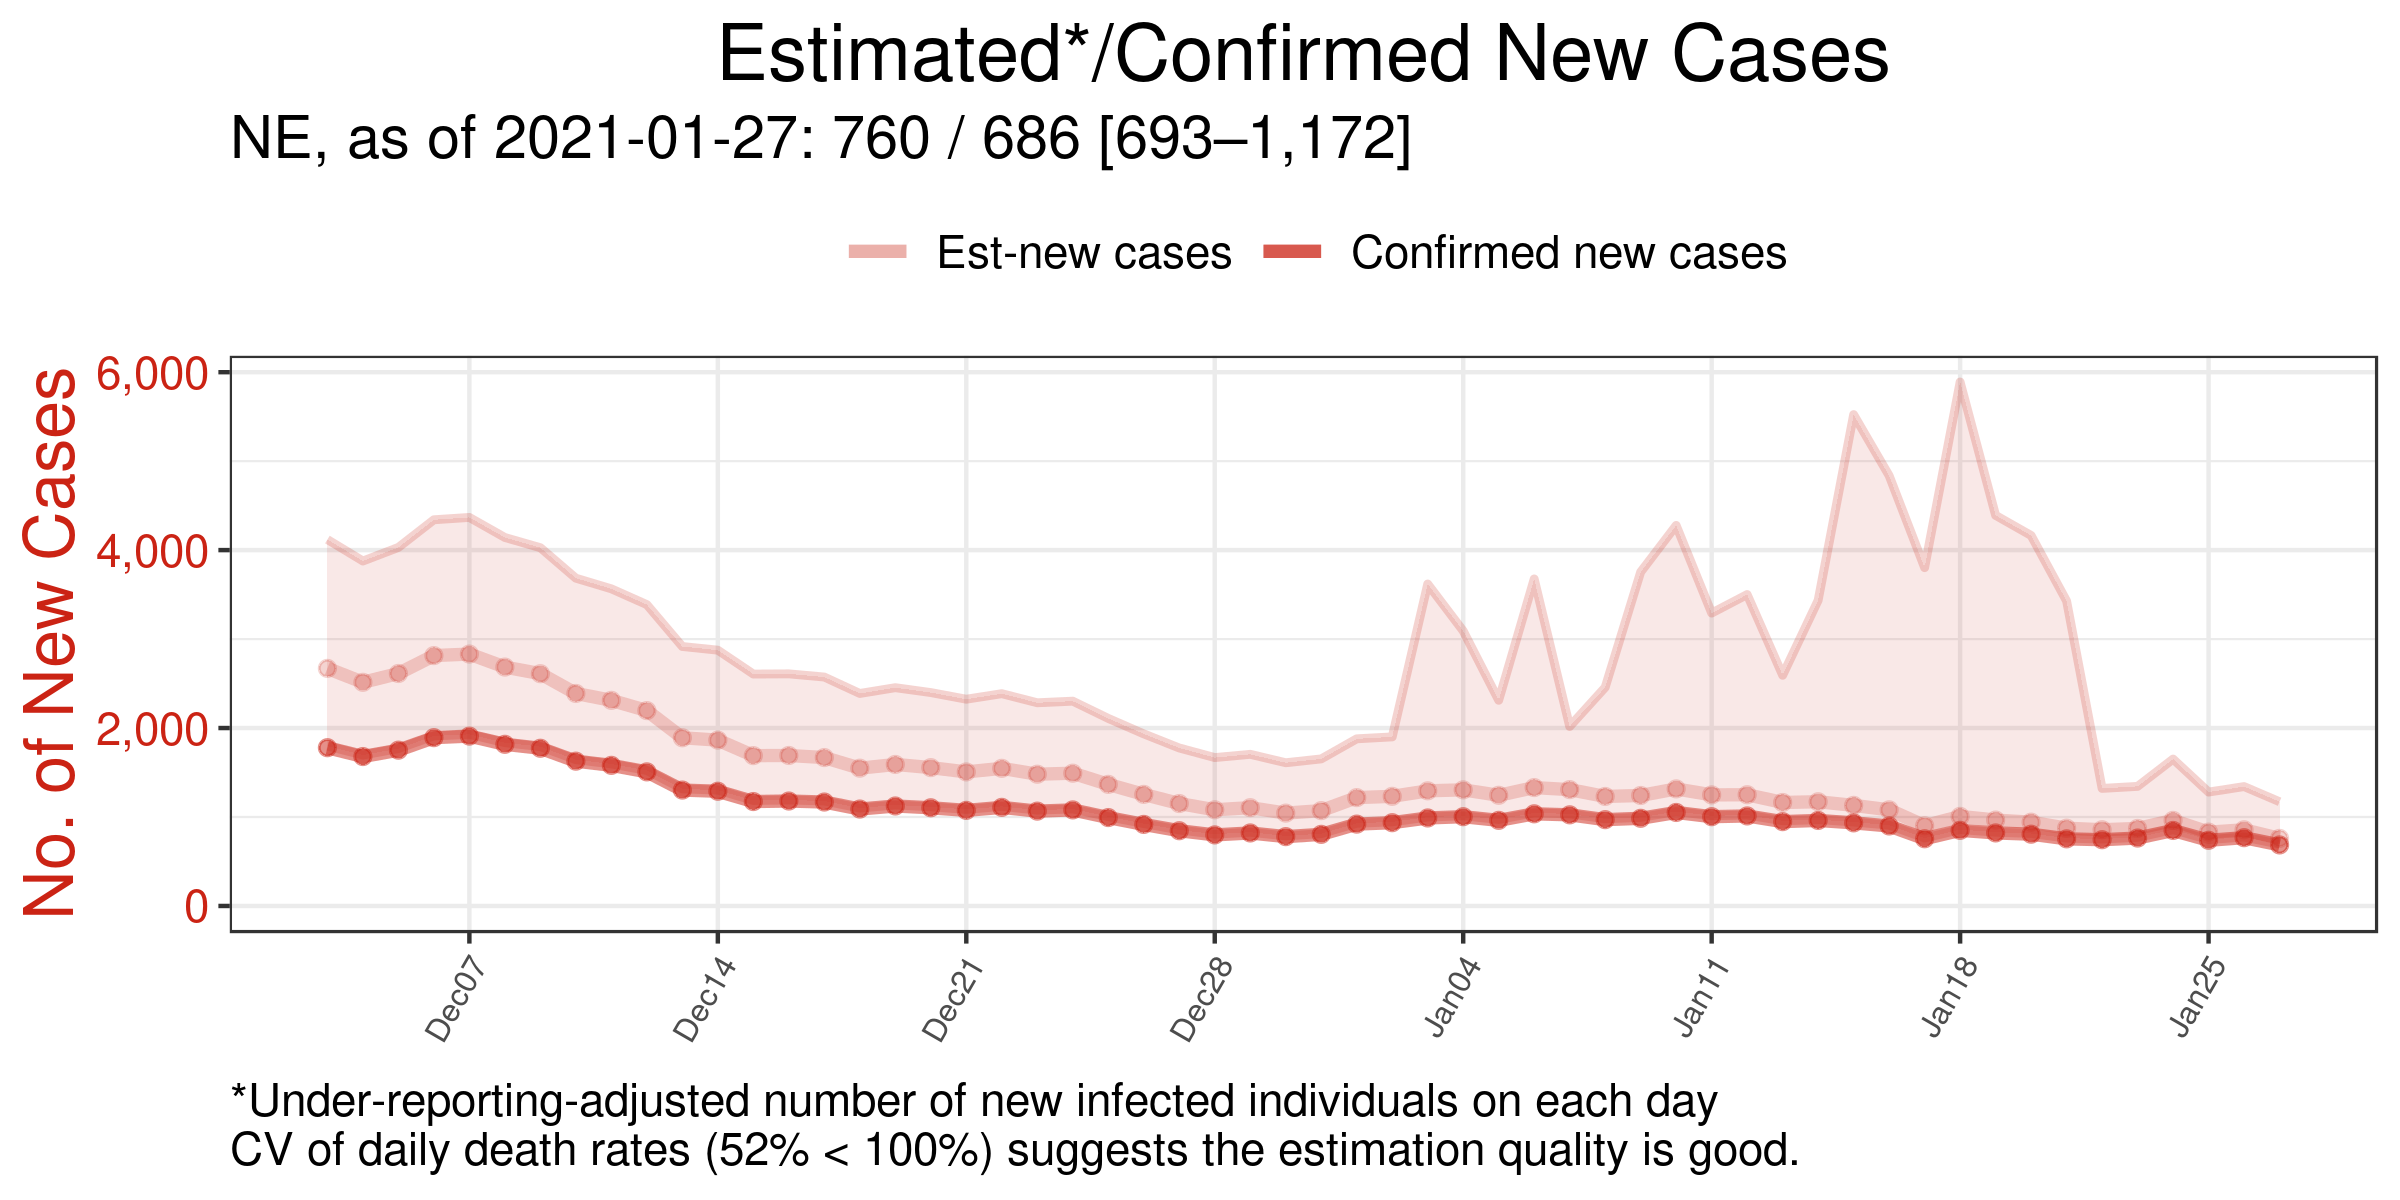 Estimated*/Confirmed New Cases
NE, as of 2021-01-27: 760 / 686 [693–1,172]
Est-new cases
Confirmed new cases
No. of New Cases
6,000
4,000
2,000
0
Dec07
Dec14
Dec21
Dec28
Jan04
Jan11
Jan18
Jan25
*Under-reporting-adjusted number of new infected individuals on each day
CV of daily death rates (52% < 100%) suggests the estimation quality is good.